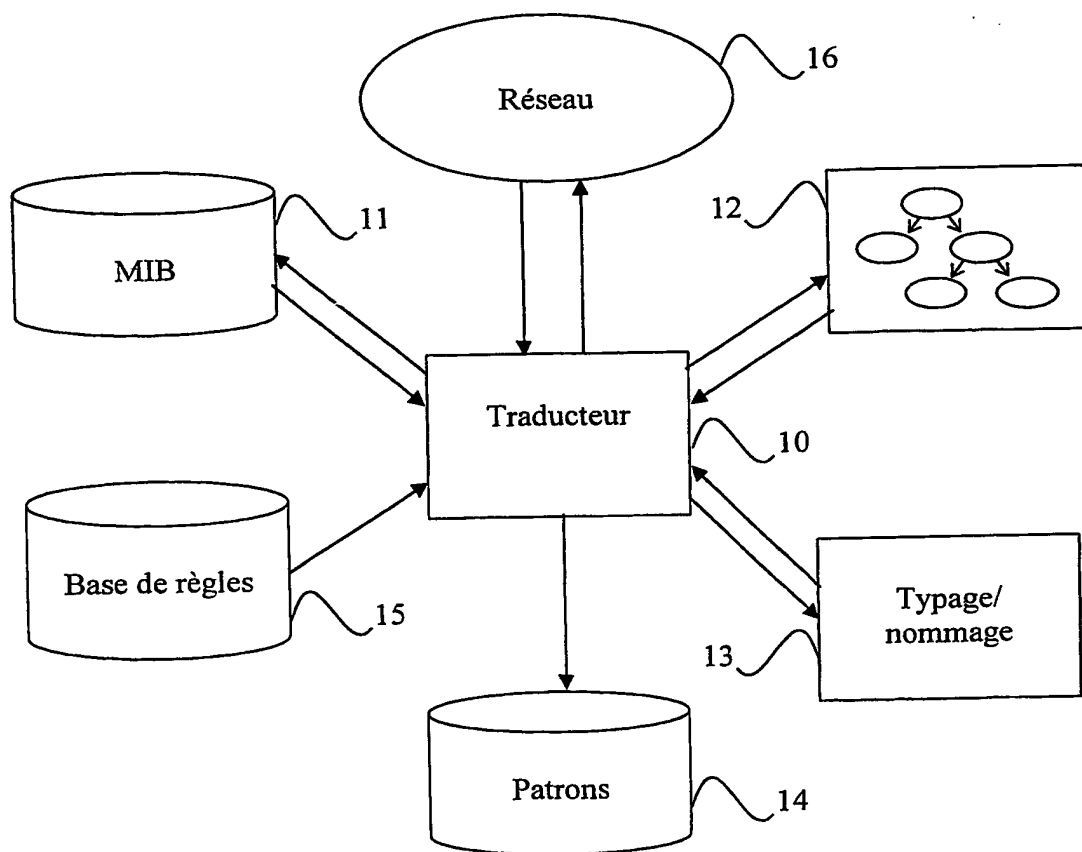 16
Réseau
12
11
MIB
Traducteur
10
Base de règles
Typage/
nommage
15
13
Patrons
14